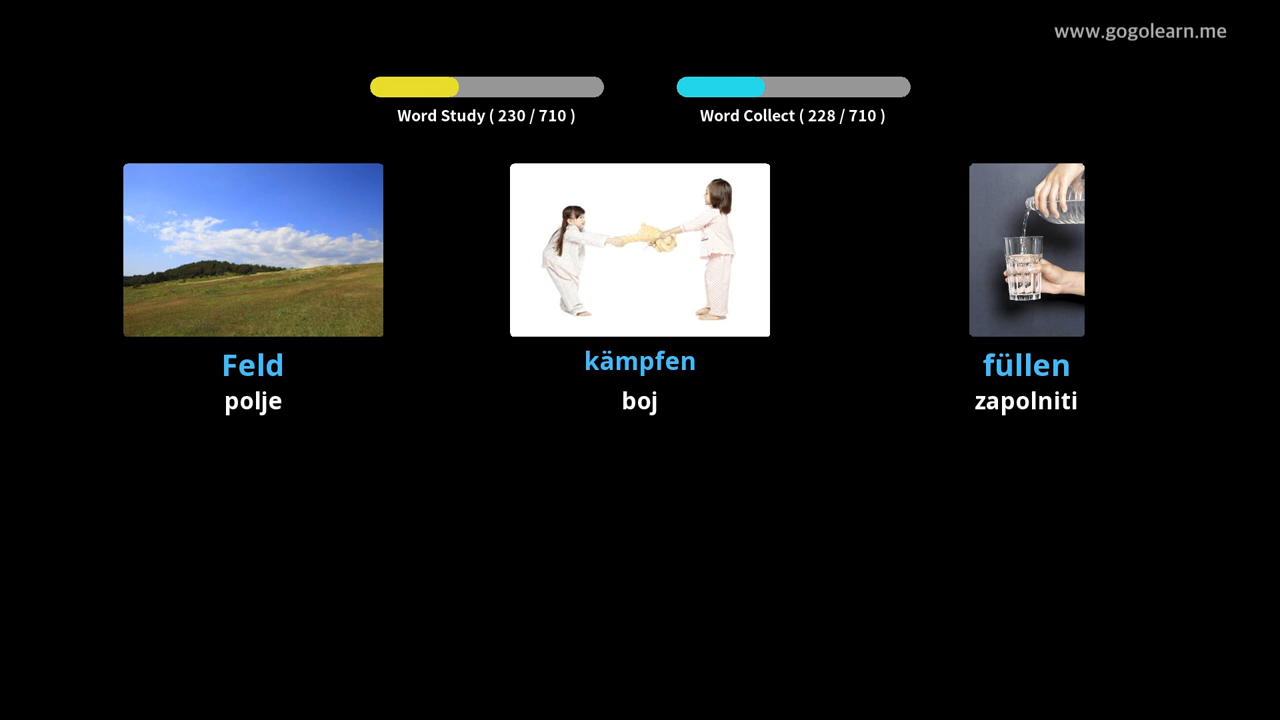 www.gogolearn.me
Word Study ( 230 / 710 )
Word Collect ( 228 / 710 )
Feld
kämpfen
füllen
polje
boj
zapolniti